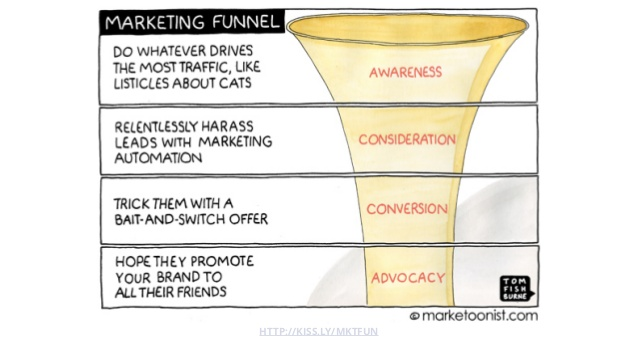 MARKETING FUNNEL
DO WHATEVER DRIVES
THE MOST TRAFFIC, LIKE
LISTICLES ABOUT CATS
AWARENESS
RELENTLESSLY HARASS
LEADS WITH MARKETING
AUTOMATION
CONSIDERATION
TRICK THEM WITH A
BAIT-AND-SWITCH OFFER
CONVERSION
HOPE THEY PROMOTE
YOUR BRAND TO
ALL THEIR FRIENDS
ADVOCACY
TOM
FISH
BURNE
© marketoonist.com
HTTP://KISS.LY/MKTFUN